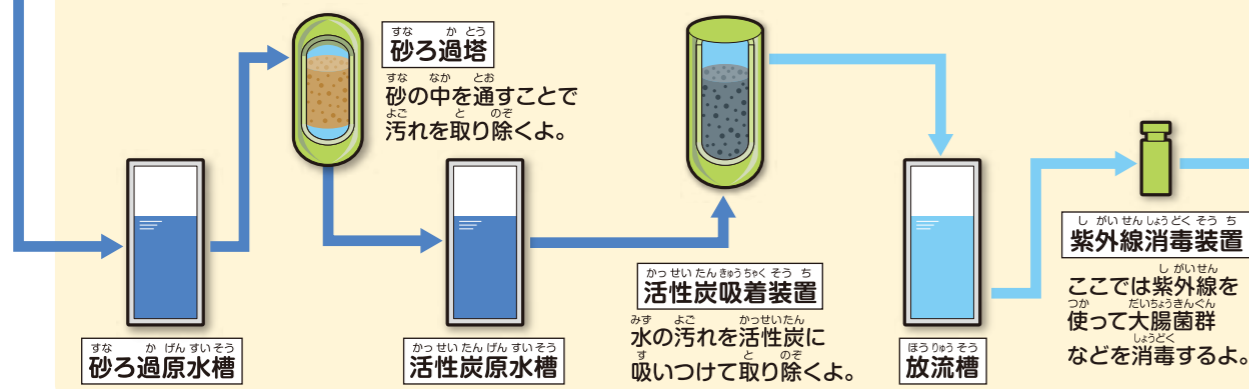 すな か とう
砂ろ過塔
すな なか とお
砂の中を通すことで
よご と のぞ
汚れを取り除くよ。
すな か げん すい そう
砂ろ過原水槽
かっ せい たん げん すい そう
活性炭原水槽
かっ せい たん きゅう ちゃく そう ち
活性炭吸着装置
みず よご かっせいたん
水の汚れを活性炭に
す と のぞ
吸いつけて取り除くよ。
ほう りゅう そう
放流槽
し がい せん しょう どく そう ち
紫外線消毒装置
し がいせん
ここでは紫外線を
つか だいちょうきんぐん
使って大腸菌群
しょうどく
などを消毒するよ。